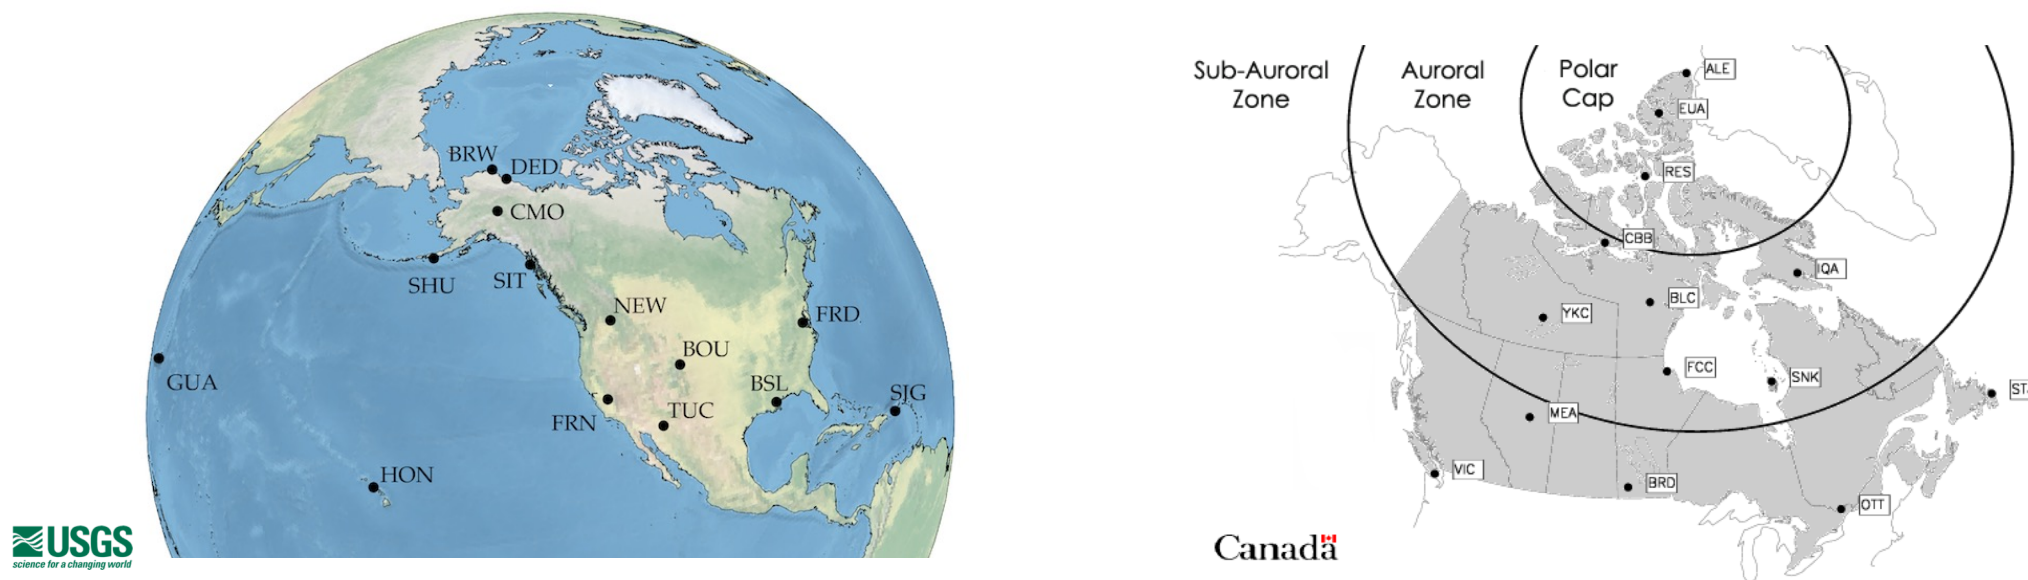 BRW
DED
CMO
SHU
SIT
NEW
FRD
BOU
GUA
BSL
SJG
FRN
TUC
HON
USGS
science for a changing world
Sub-Auroral
Zone
Auroral
Zone
Polar
Cap
ALE
EUA
RES
CBB
IQA
BLC
YKC
FCC
SNK
ST
MEA
VIC
BRD
OTT
Canada